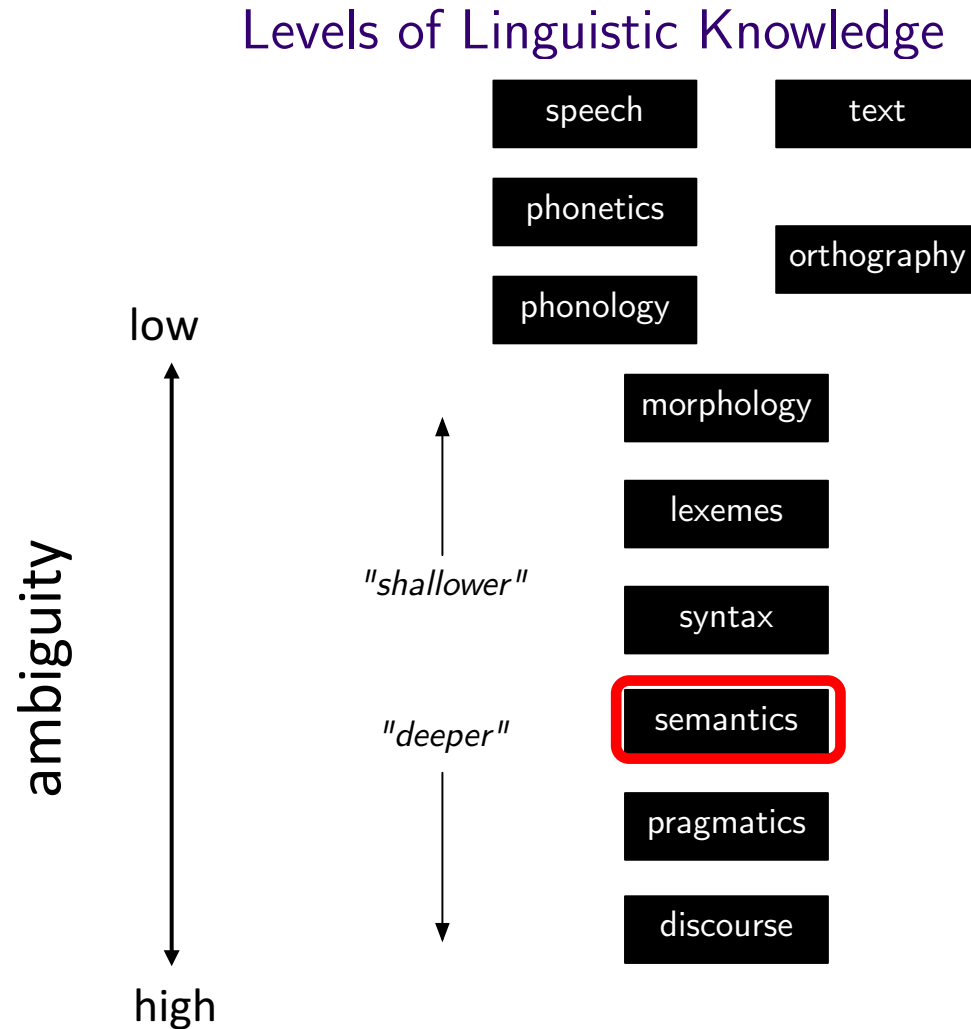 Levels of Linguistic Knowledge
speech
text
phonetics
orthography
phonology
low
morphology
lexemes
"shallower"
syntax
ambiguity
semantics
"deeper"
pragmatics
discourse
high